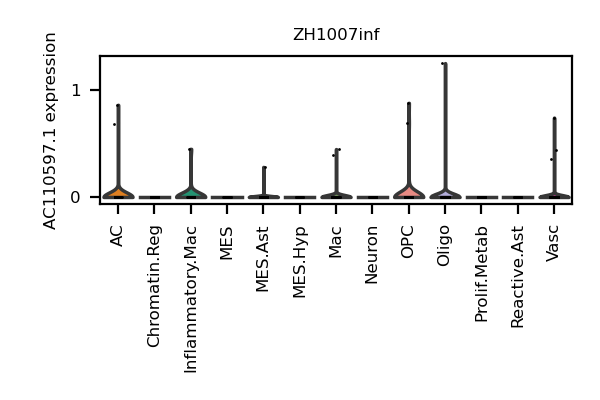 ZH1007inf
AC110597.1 expression
1
0
AC
Chromatin.Reg
Inflammatory.Mac
MES
MES.Ast
MES.Hyp
Mac
Neuron
OPC
Oligo
Prolif.Metab
Reactive.Ast
Vasc